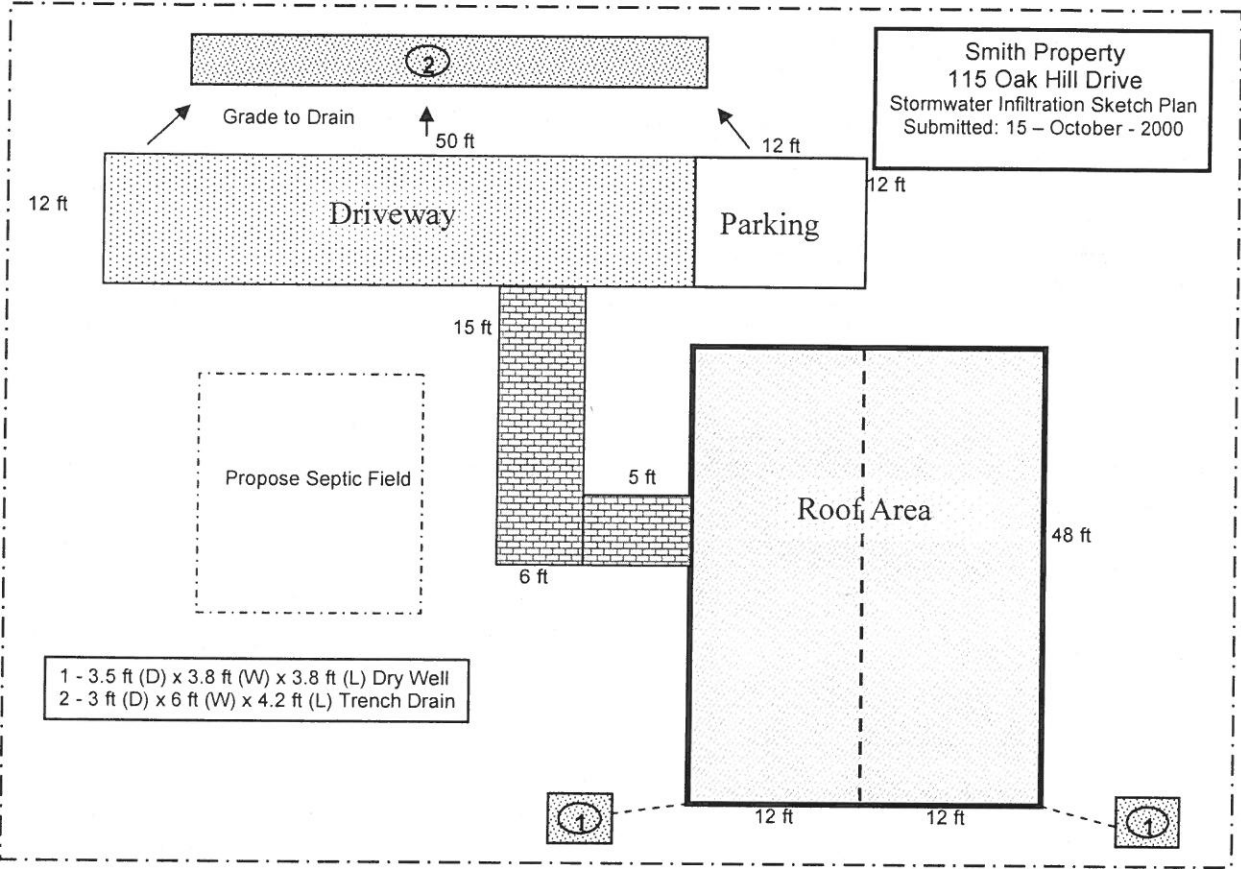 2
Smith Property
115 Oak Hill Drive
Stormwater Infiltration Sketch Plan
Submitted: 15 – October - 2000
Grade to Drain
50 ft
12 ft
12 ft
12 ft
Driveway
Parking
15 ft
Propose Septic Field
5 ft
Roof Area
48 ft
6 ft
1 - 3.5 ft (D) x 3.8 ft (W) x 3.8 ft (L) Dry Well
2 - 3 ft (D) x 6 ft (W) x 4.2 ft (L) Trench Drain
1
12 ft
12 ft
1